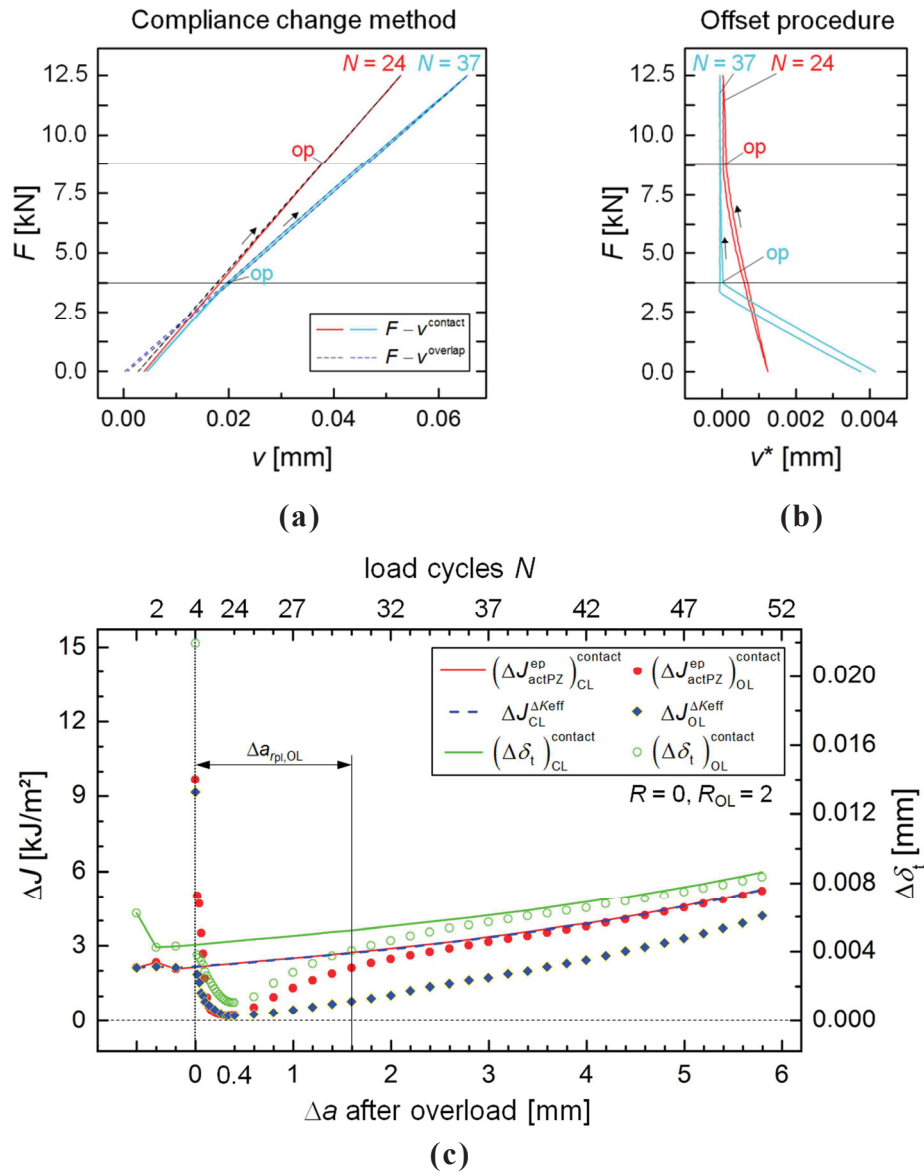 Compliance change method
N = 24 N = 37
12.5
10.0
7.5
5.0
2.5
0.0
F [kN]
op
op
F – v^contact
F – v^overlap
0.00 0.02 0.04 0.06
v [mm]
(a)
Offset procedure
N = 37 N = 24
12.5
10.0
7.5
5.0
2.5
0.0
F [kN]
op
op
0.000 0.002 0.004
v* [mm]
(b)
load cycles N
2 4 24 27 32 37 42 47 51
15
12
9
6
3
0
ΔJ [kJ/m²]
Δa_rpl,OL
(ΔJ^ep_actPZ)^contact_CL (ΔJ^ep_actPZ)^contact_OL
ΔJ^ΔKeff_CL ΔJ^ΔKeff_OL
(Δδ_t)^contact_CL (Δδ_t)^contact_OL
R = 0, R_OL = 2
0.020
0.016
0.012
0.008
0.004
0.000
Δδ_t [mm]
0 0.4 1 2 3 4 5 6
Δa after overload [mm]
(c)